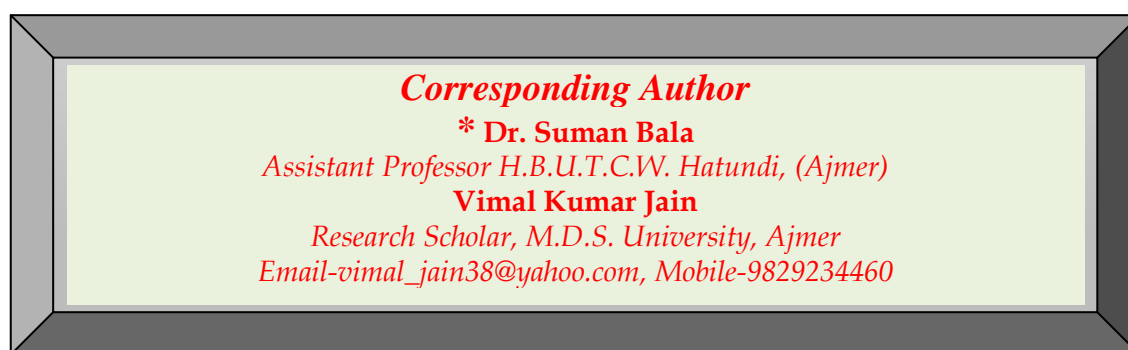 Corresponding Author
* Dr. Suman Bala
Assistant Professor H.B.U.T.C.W. Hatundi, (Ajmer)
Vimal Kumar Jain
Research Scholar, M.D.S. University, Ajmer
Email-vimal_jain38@yahoo.com, Mobile-9829234460